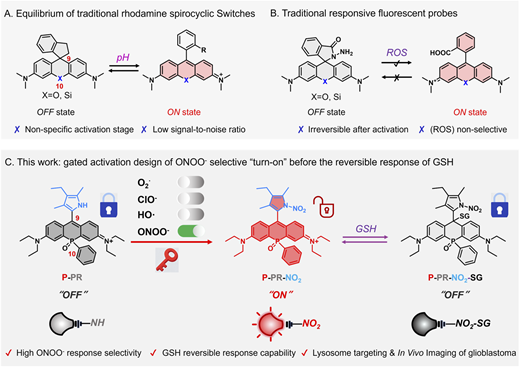 A. Equilibrium of traditional rhodamine spirocyclic Switches
9
X
10
N
N
X=O, Si
OFF state
pH
R
X
N
N+
ON state
✗ Non-specific activation stage
✗ Low signal-to-noise ratio
B. Traditional responsive fluorescent probes
O
N-NH2
X
N
N
X=O, Si
OFF state
ROS
HOOC
X
N
N
ON state
✗ Irreversible after activation
✗ (ROS) non-selective
C. This work: gated activation design of ONOO- selective "turn-on" before the reversible response of GSH
NH
9
10
N
P
O
N+
P-PR
"OFF"
NH
O2-
ClO-
HO•
ONOO-
N-NO2
N
P
O
N+
P-PR-NO2
"ON"
NO2
GSH
N-NO2
SG
N
P
O
N
P-PR-NO2-SG
"OFF"
NO2-SG
✓ High ONOO- response selectivity
✓ GSH reversible response capability
✓ Lysosome targeting & In Vivo Imaging of glioblastoma